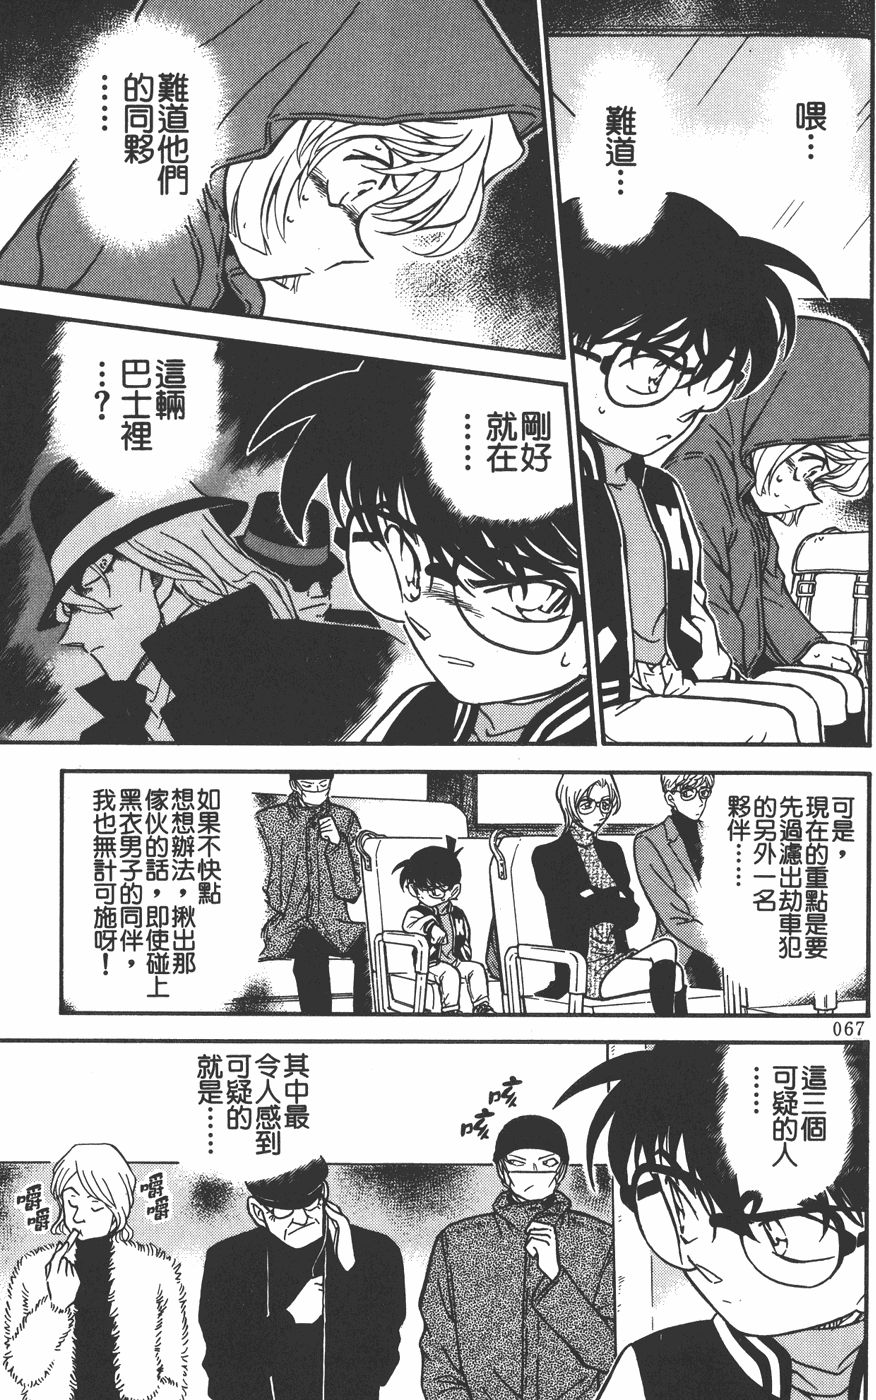 喂…
難道…
難道他們
的同夥
……
剛好
就在
……
這輛
巴士裡
…？
可是，
現在的重點是要
先過濾出劫車犯
的另外一名
夥伴……
如果不快點
想想辦法，揪出那
傢伙的話，即使碰上
黑衣男子的同伴，
我也無計可施呀！
067
這三個
可疑的人
……
其中最
令人感到
可疑的
就是……
咳
咳
嚼嚼
嚼嚼